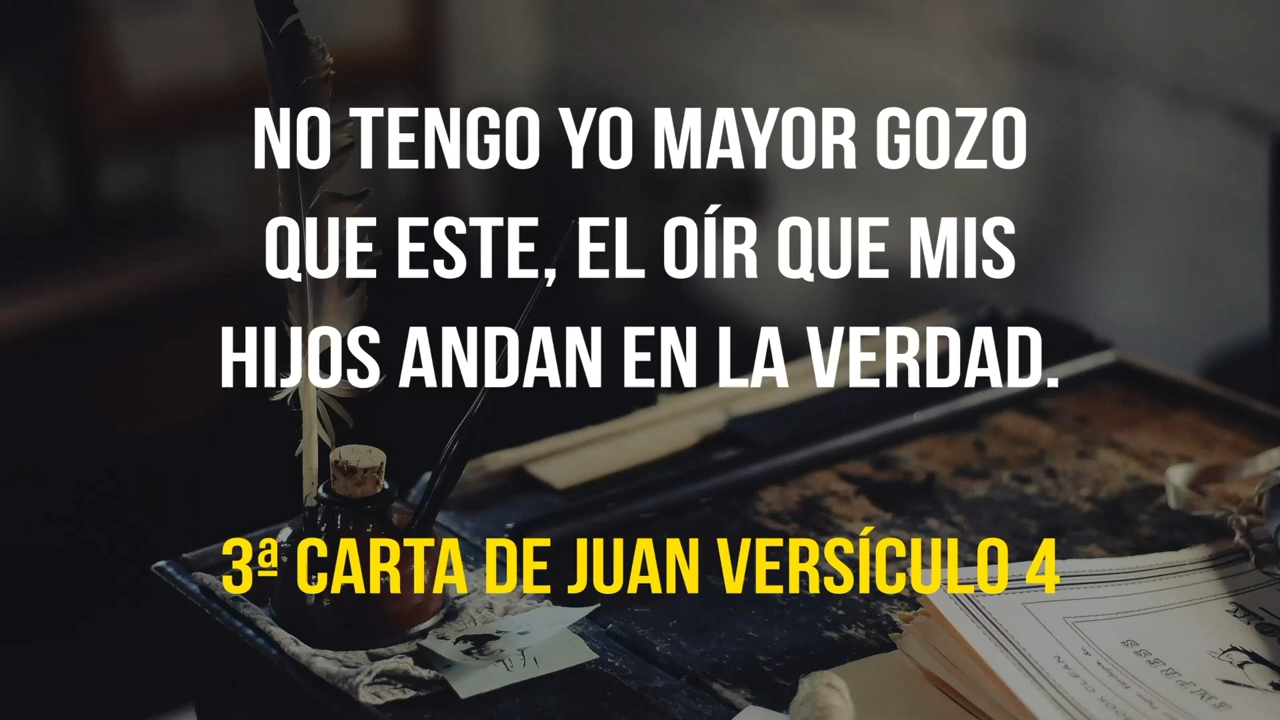 NO TENGO YO MAYOR GOZO
QUE ESTE, EL OÍR QUE MIS
HIJOS ANDAN EN LA VERDAD.
3ª CARTA DE JUAN VERSÍCULO 4
EMPRESS